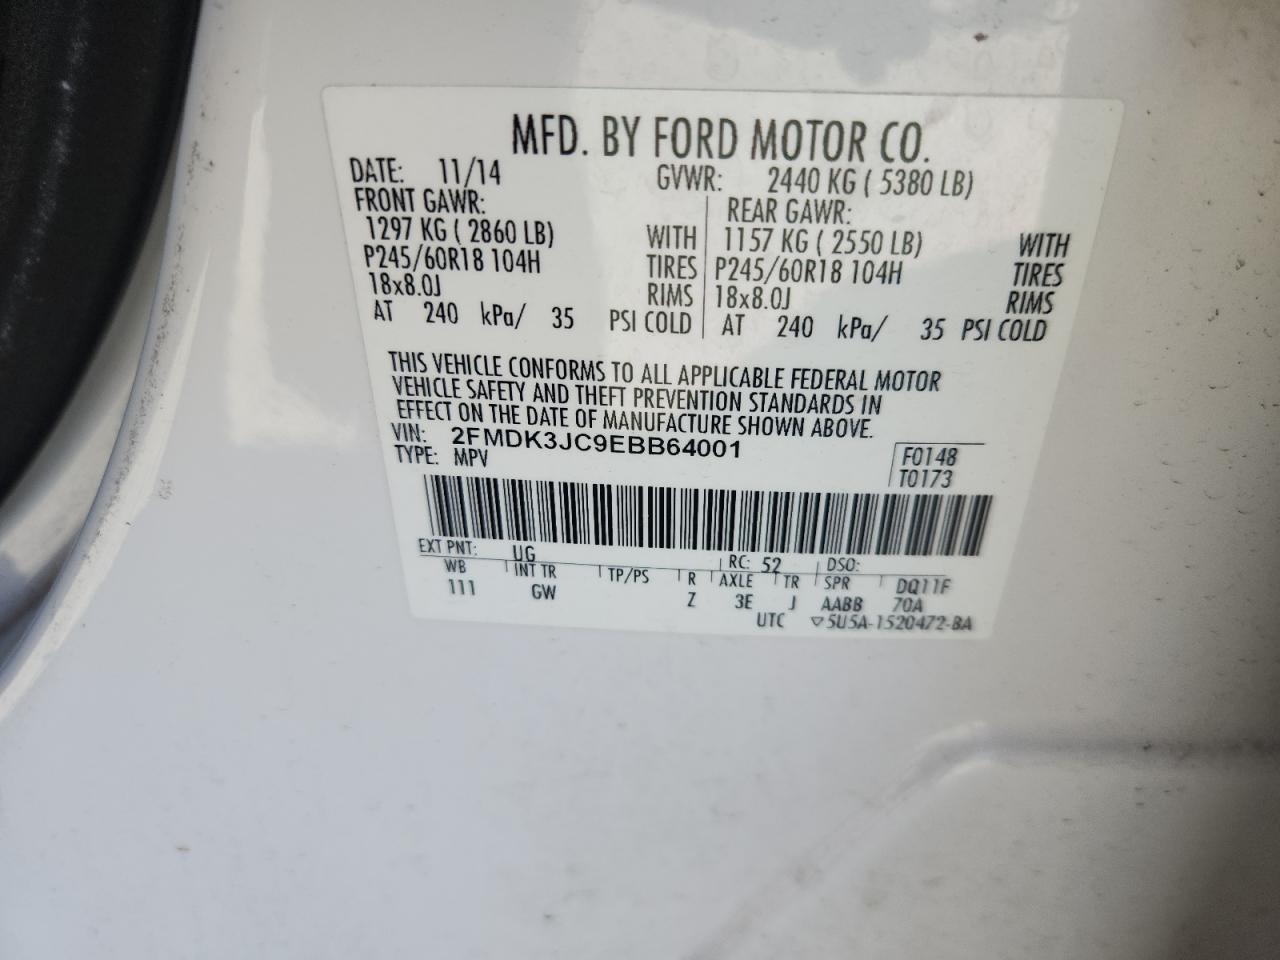 MFD. BY FORD MOTOR CO.
DATE: 11/14 GVWR: 2440 KG ( 5380 LB)
FRONT GAWR: REAR GAWR:
1297 KG ( 2860 LB) WITH 1157 KG ( 2550 LB) WITH
P245/60R18 104H TIRES P245/60R18 104H TIRES
18x8.0J RIMS 18x8.0J RIMS
AT 240 kPa/ 35 PSI COLD AT 240 kPa/ 35 PSI COLD
THIS VEHICLE CONFORMS TO ALL APPLICABLE FEDERAL MOTOR
VEHICLE SAFETY AND THEFT PREVENTION STANDARDS IN
EFFECT ON THE DATE OF MANUFACTURE SHOWN ABOVE.
VIN: 2FMDK3JC9EBB64001
TYPE: MPV
F0148
T0173
EXT PNT: UG RC: 52 DSO:
WB INT TR TP/PS R AXLE TR SPR DQ11F
111 GW Z 3E J AABB 70A
UTC ▽5U5A-1520472-BA